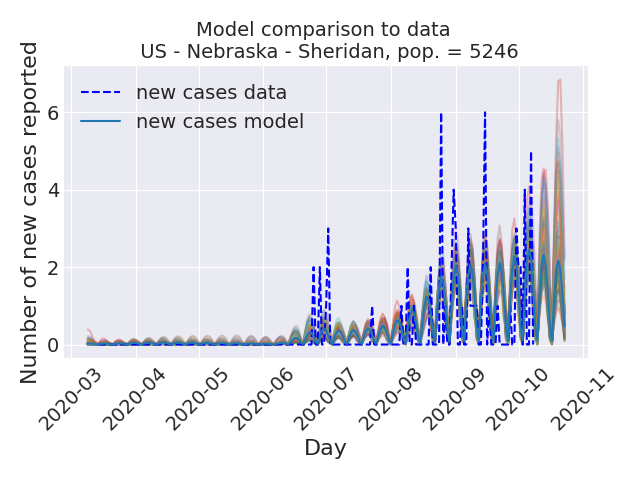 Model comparison to data
US - Nebraska - Sheridan, pop. = 5246
Number of new cases reported
6
4
2
0
new cases data
new cases model
2020-03
2020-04
2020-05
2020-06
2020-07
2020-08
2020-09
2020-10
2020-11
Day